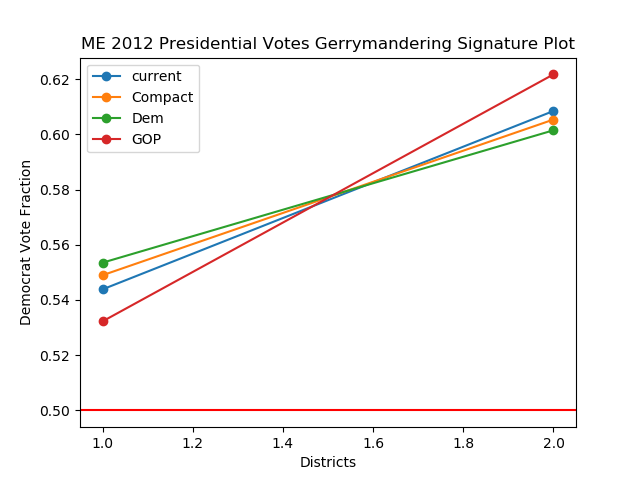 ME 2012 Presidential Votes Gerrymandering Signature Plot
current
Compact
Dem
GOP
Democrat Vote Fraction
0.62
0.60
0.58
0.56
0.54
0.52
0.50
1.0 1.2 1.4 1.6 1.8 2.0
Districts